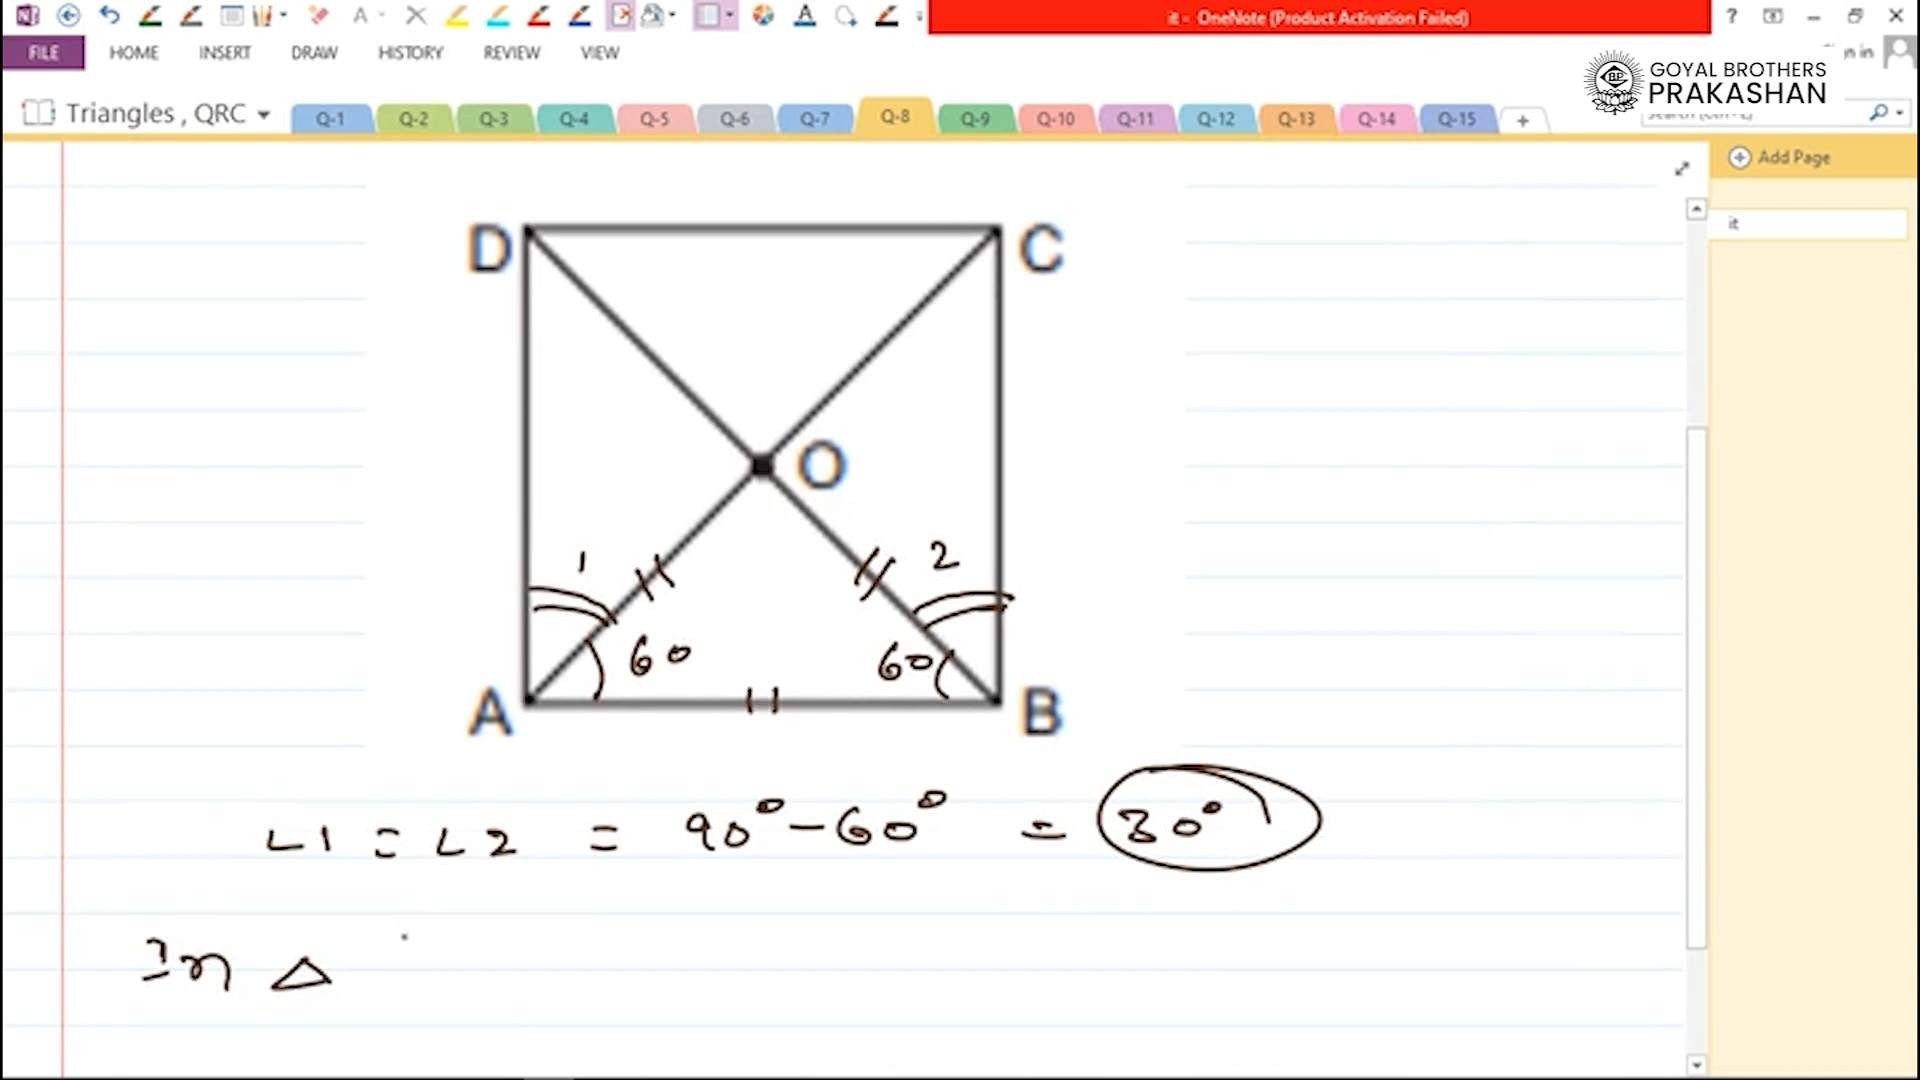 it - OneNote (Product Activation Failed)
FILE HOME INSERT DRAW HISTORY REVIEW VIEW
GOYAL BROTHERS
PRAKASHAN
Triangles , QRC Q-1 Q-2 Q-3 Q-4 Q-5 Q-6 Q-7 Q-8 Q-9 Q-10 Q-11 Q-12 Q-13 Q-14 Q-15 +
Add Page
it
D C
O
1 2
60 60
A B
∠1 = ∠2 = 90° - 60° = 30°
In △